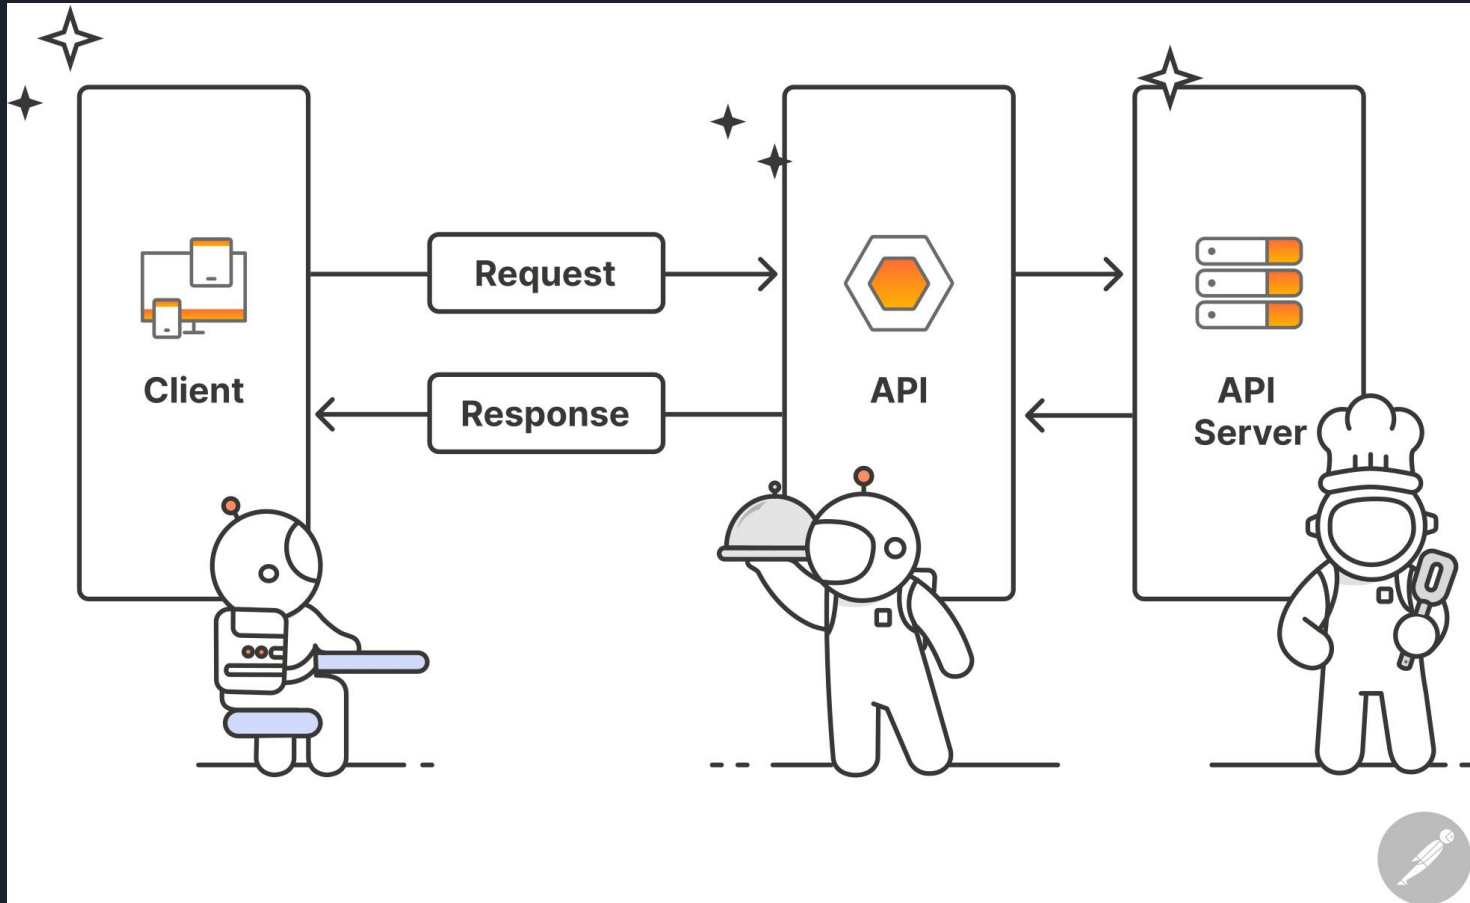 Request
Response
Client
API
API
Server